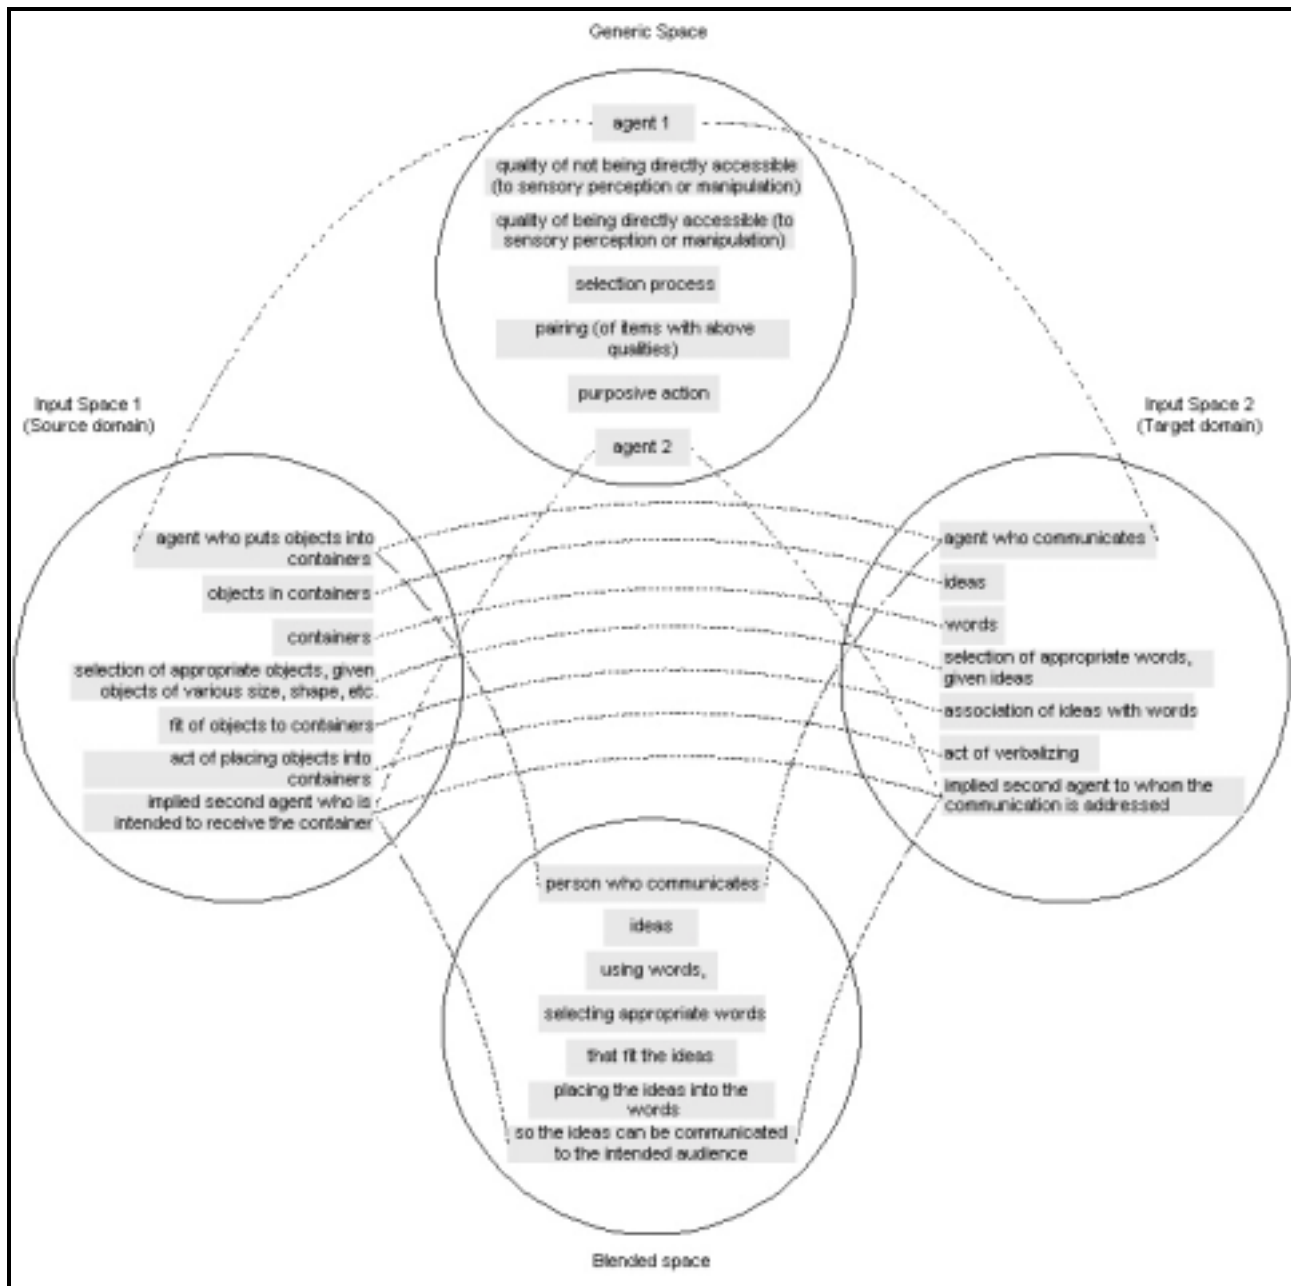 Generic Space
agent 1
quality of not being directly accessible
(to sensory perception or manipulation)
quality of being directly accessible (to
sensory perception or manipulation)
selection process
pairing (of items with above
qualities)
purposive action
agent 2
Input Space 1
(Source domain)
agent who puts objects into
containers
objects in containers
containers
selection of appropriate objects, given
objects of various size, shape, etc.
fit of objects to containers
act of placing objects into
containers
implied second agent who is
intended to receive the container
Input Space 2
(Target domain)
agent who communicates
ideas
words
selection of appropriate words,
given ideas
association of ideas with words
act of verbalizing
implied second agent to whom the
communication is addressed
person who communicates
ideas
using words,
selecting appropriate words
that fit the ideas
placing the ideas into the
words
so the ideas can be communicated
to the intended audience
Blended space